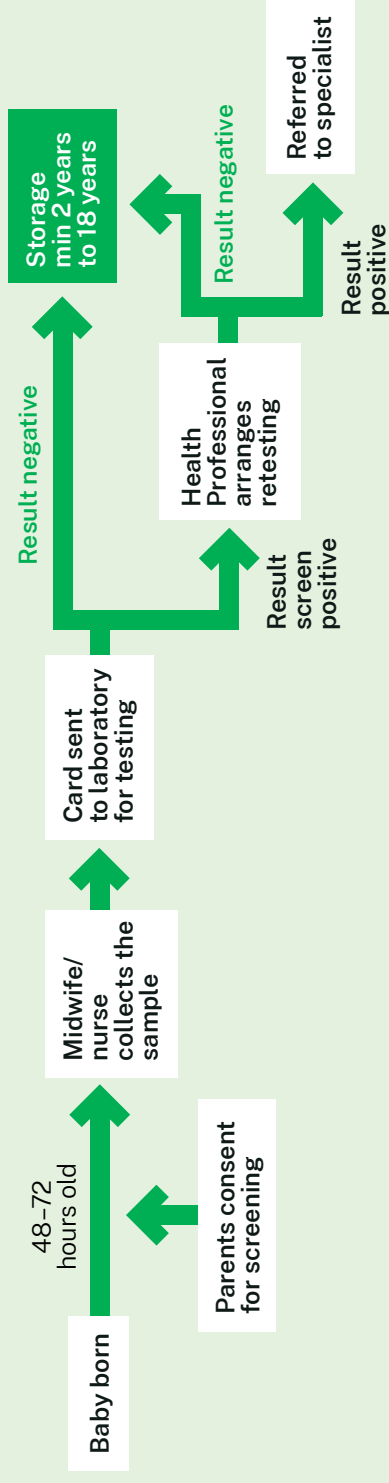 Baby born
48–72
hours old
Parents consent
for screening
Midwife/
nurse
collects the
sample
Card sent
to laboratory
for testing
Result negative
Result
screen
positive
Health
Professional
arranges
retesting
Result negative
Storage
min 2 years
to 18 years
Result
positive
Referred
to specialist